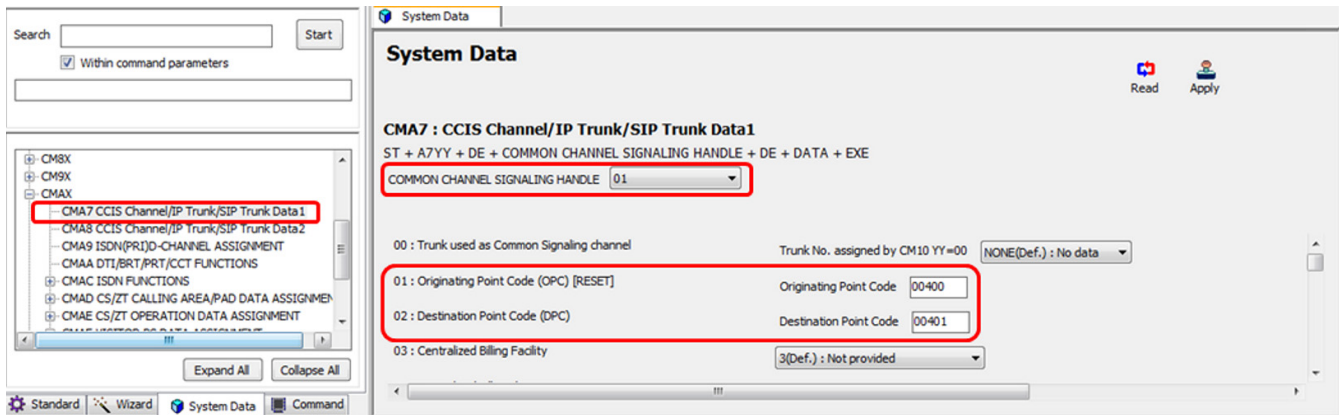 Search
Start
Within command parameters
CM8X
CM9X
CMAX
CMA7 CCIS Channel/IP Trunk/SIP Trunk Data1
CMA8 CCIS Channel/IP Trunk/SIP Trunk Data2
CMA9 ISDN(PRI)D-CHANNEL ASSIGNMENT
CMAA DTI/BRT/PRT/CCT FUNCTIONS
CMAC ISDN FUNCTIONS
CMAD CS/ZT CALLING AREA/PAD DATA ASSIGNMEN
CMAE CS/ZT OPERATION DATA ASSIGNMENT
Expand All Collapse All
Standard Wizard System Data Command
System Data
System Data
Read Apply
CMA7 : CCIS Channel/IP Trunk/SIP Trunk Data1
ST + A7YY + DE + COMMON CHANNEL SIGNALING HANDLE + DE + DATA + EXE
COMMON CHANNEL SIGNALING HANDLE 01
00 : Trunk used as Common Signaling channel Trunk No. assigned by CM10 YY=00 NONE(Def.) : No data
01 : Originating Point Code (OPC) [RESET] Originating Point Code 00400
02 : Destination Point Code (DPC) Destination Point Code 00401
03 : Centralized Billing Facility 3(Def.) : Not provided